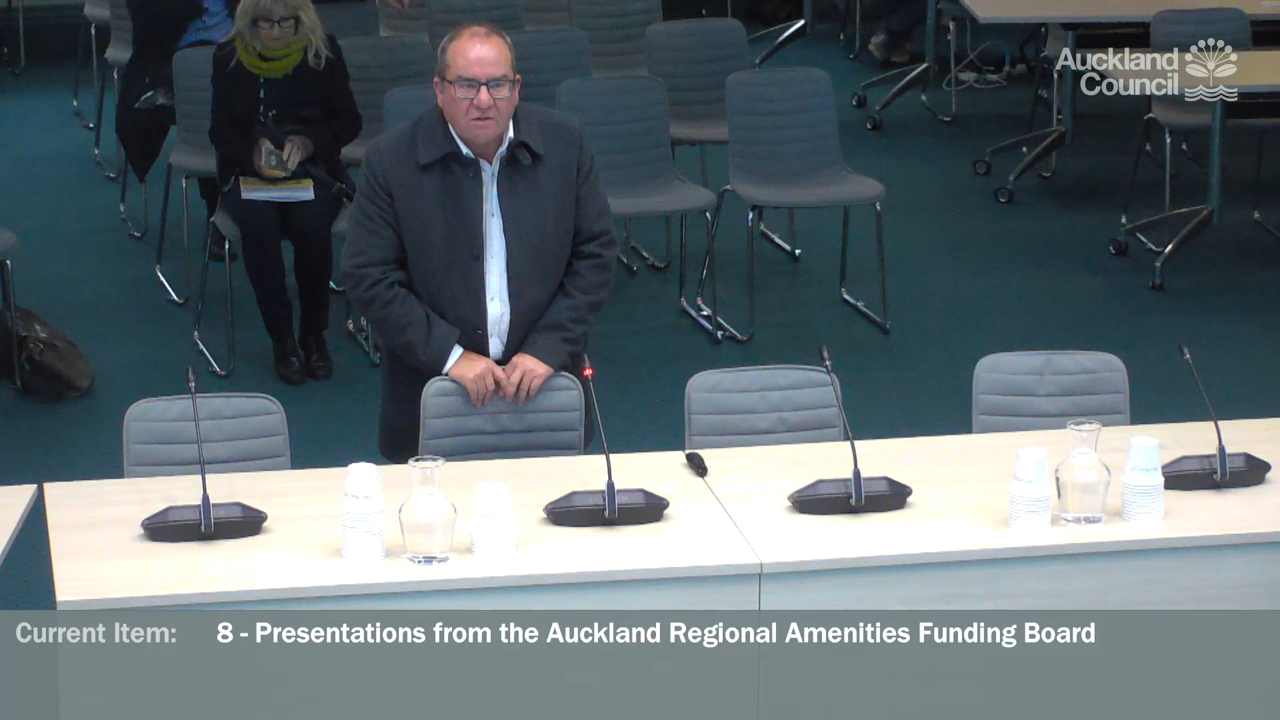 Auckland
Council
Current Item: 8 - Presentations from the Auckland Regional Amenities Funding Board